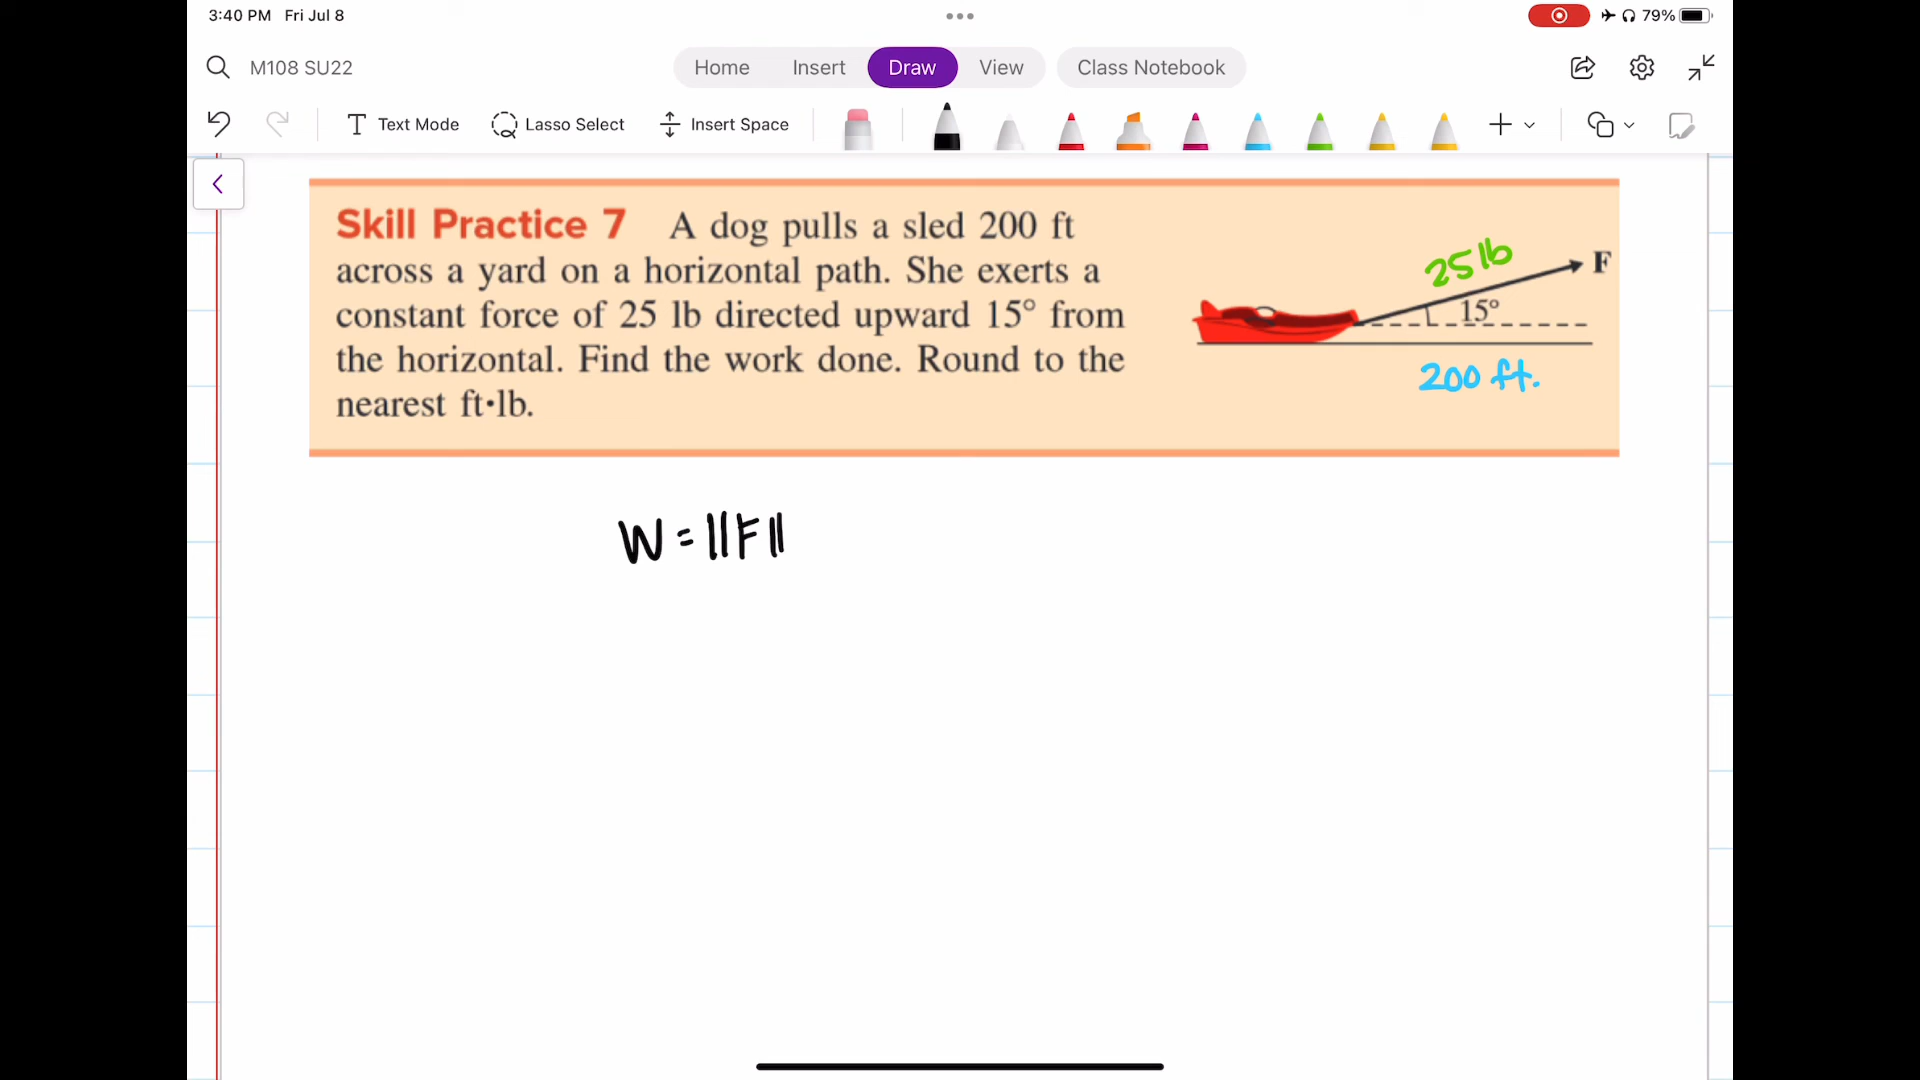 3:40 PM Fri Jul 8
79%
M108 SU22
Home Insert Draw View Class Notebook
Text Mode Lasso Select Insert Space
Skill Practice 7 A dog pulls a sled 200 ft
across a yard on a horizontal path. She exerts a
constant force of 25 lb directed upward 15° from
the horizontal. Find the work done. Round to the
nearest ft•lb.
25 lb
F
15°
200 ft.
W = ||F||